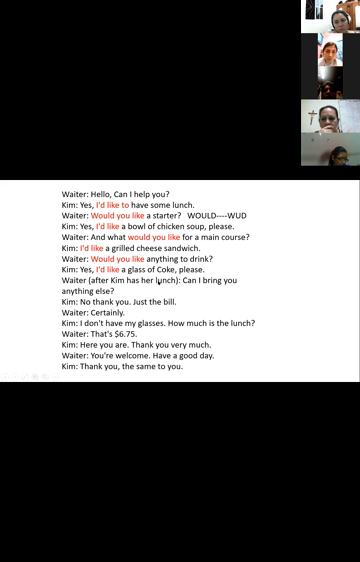 Waiter: Hello, Can I help you?
Kim: Yes, I'd like to have some lunch.
Waiter: Would you like a starter?   WOULD----WUD
Kim: Yes, I'd like a bowl of chicken soup, please.
Waiter: And what would you like for a main course?
Kim: I'd like a grilled cheese sandwich.
Waiter: Would you like anything to drink?
Kim: Yes, I'd like a glass of Coke, please.
Waiter (after Kim has her lunch): Can I bring you
anything else?
Kim: No thank you. Just the bill.
Waiter: Certainly.
Kim: I don't have my glasses. How much is the lunch?
Waiter: That's $6.75.
Kim: Here you are. Thank you very much.
Waiter: You're welcome. Have a good day.
Kim: Thank you, the same to you.